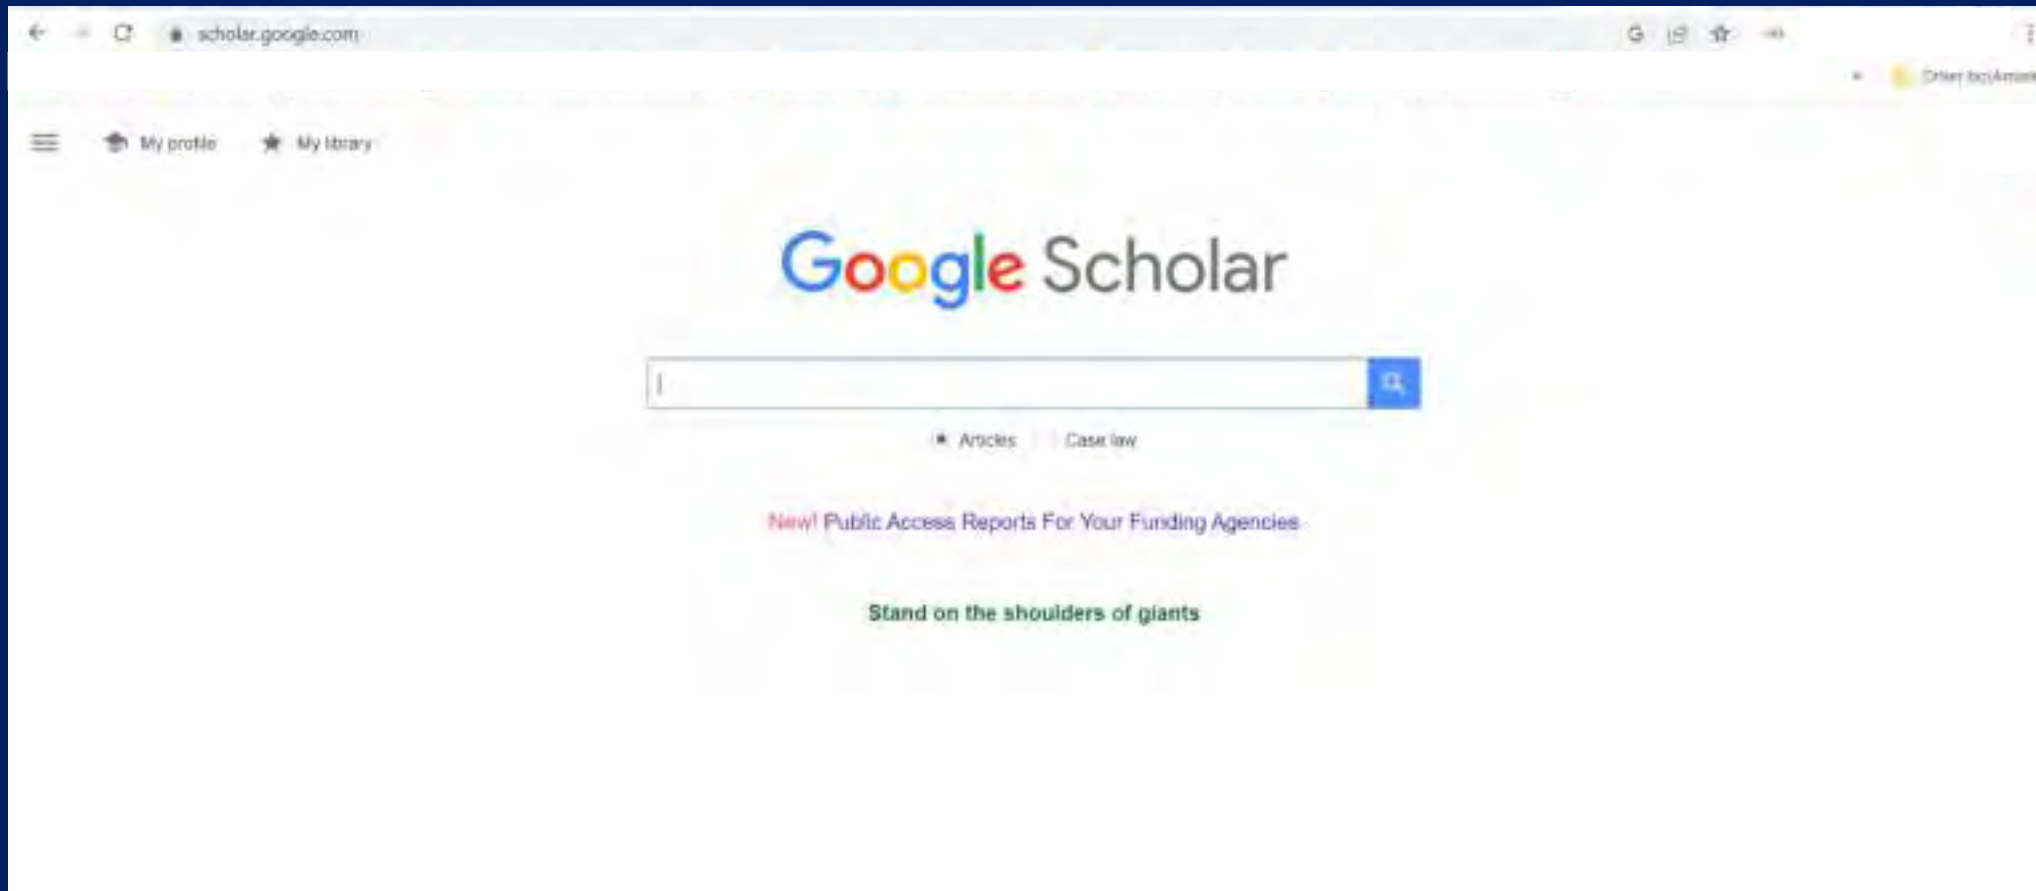 scholar.google.com
My profile My library
Google Scholar
Articles Case law
New! Public Access Reports For Your Funding Agencies
Stand on the shoulders of giants